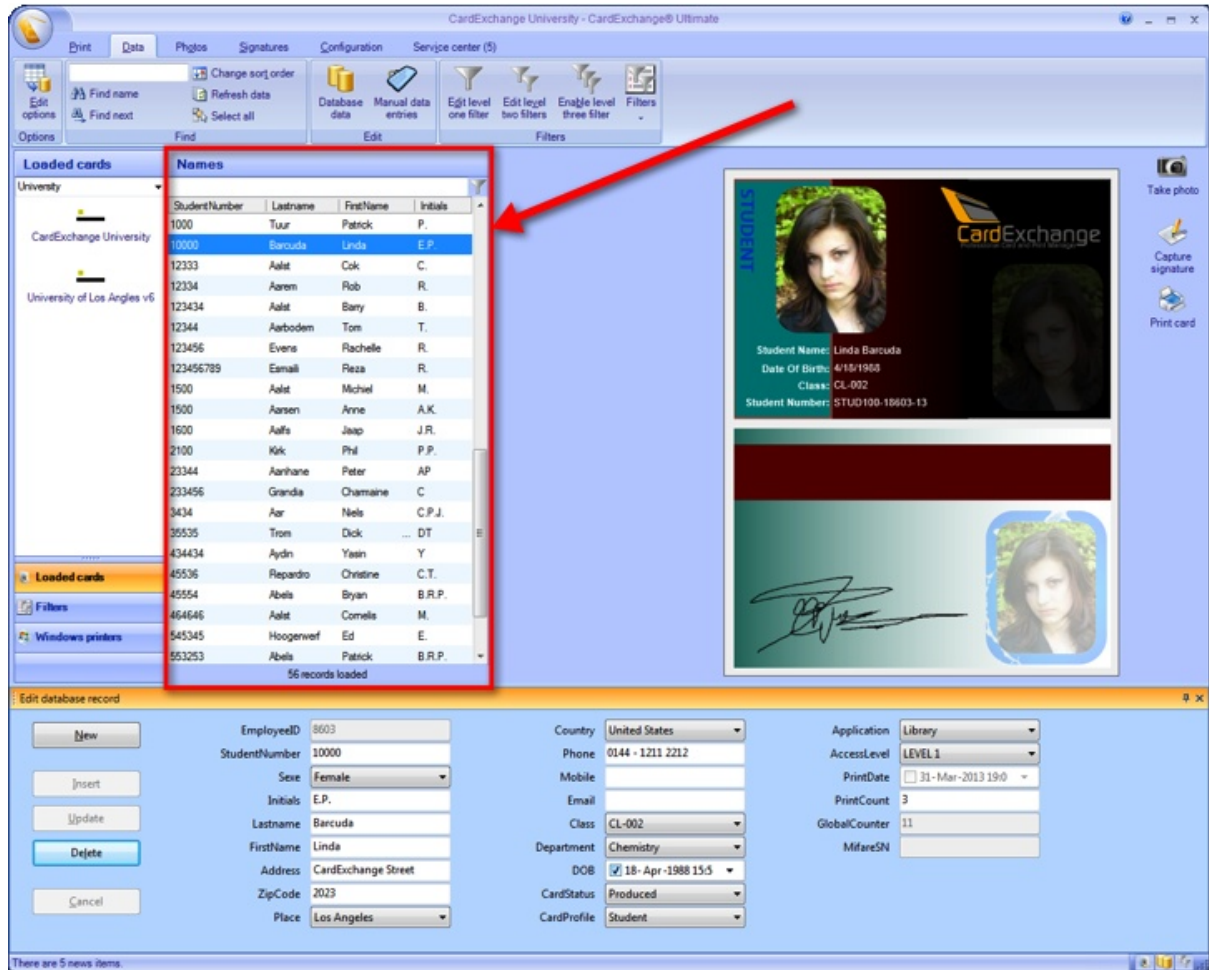 CardExchange University - CardExchange® Ultimate
Print Data Photos Signatures Configuration Service center (5)
Edit options
Find name
Find next
Change sort order
Refresh data
Select all
Database data
Manual data entries
Edit level one filter
Edit level two filters
Enable level three filter
Filters
Options Find Edit Filters
Loaded cards
University
CardExchange University
University of Los Angles v6
Loaded cards
Filters
Windows printers
Names
StudentNumber Lastname FirstName Initials
1000 Tuur Patrick P.
10000 Barcuda Linda E.P.
12333 Aalst Cok C.
12334 Aarem Rob R.
123434 Aalst Barry B.
12344 Aarbodem Tom T.
123456 Evens Rachelle R.
123456789 Esmaili Reza R.
1500 Aalst Michiel M.
1500 Aarsen Anne A.K.
1600 Aalfs Jaap J.R.
2100 Kirk Phil P.P.
23344 Aanhane Peter AP
233456 Grandia Charmaine C
3434 Aar Niels C.P.J.
35535 Trom Dick ... DT
434434 Aydin Yasin Y
45536 Repardro Christine C.T.
45554 Abels Bryan B.R.P.
464646 Aalst Cornelis M.
545345 Hoogerwerf Ed E.
553253 Abels Patrick B.R.P.
56 records loaded
STUDENT
CardExchange
Student Name: Linda Barcuda
Date Of Birth: 4/18/1988
Class: CL-002
Student Number: STUD100-18603-13
Take photo
Capture signature
Print card
Edit database record
New
Insert
Update
Delete
Cancel
EmployeeID 8603
StudentNumber 10000
Sexe Female
Initials E.P.
Lastname Barcuda
FirstName Linda
Address CardExchange Street
ZipCode 2023
Place Los Angeles
Country United States
Phone 0144 - 1211 2212
Mobile
Email
Class CL-002
Department Chemistry
DOB 18- Apr -1988 15:5
CardStatus Produced
CardProfile Student
Application Library
AccessLevel LEVEL 1
PrintDate 31- Mar-2013 19:0
PrintCount 3
GlobalCounter 11
MifareSN
There are 5 news items.